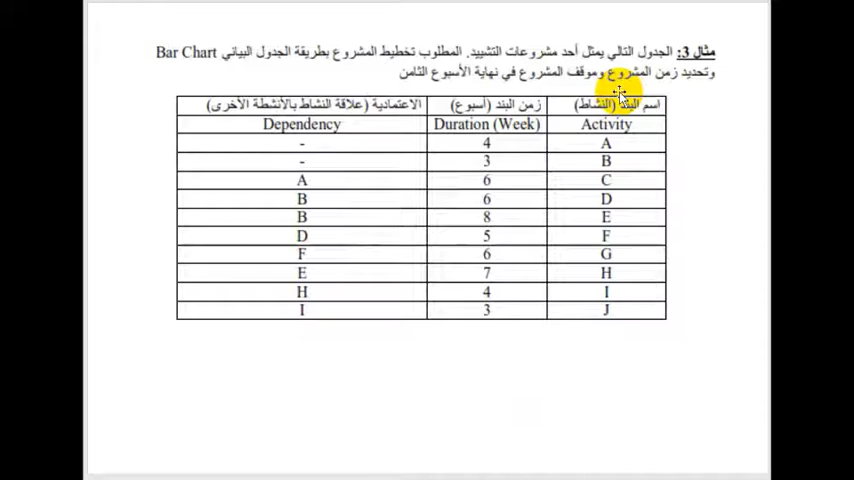 مثال 3: الجدول التالي يمثل أحد مشروعات التشييد. المطلوب تخطيط المشروع بطريقة الجدول البياني Bar Chart
وتحديد زمن المشروع وموقف المشروع في نهاية الأسبوع الثامن
اسم البند (النشاط) زمن البند (أسبوع) الاعتمادية (علاقة النشاط بالأنشطة الأخرى)
Activity Duration (Week) Dependency
A 4 -
B 3 -
C 6 A
D 6 B
E 8 B
F 5 D
G 6 F
H 7 E
I 4 H
J 3 I